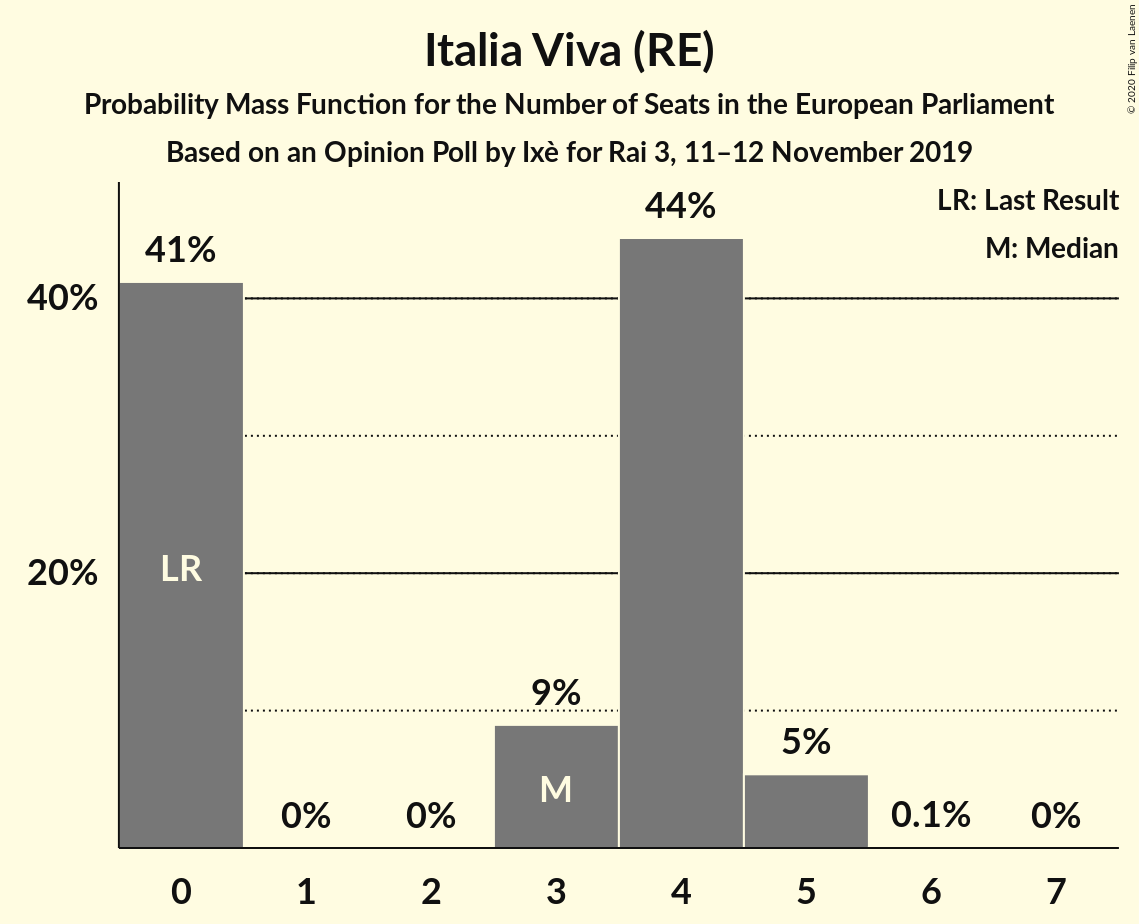 Italia Viva (RE)
Probability Mass Function for the Number of Seats in the European Parliament
Based on an Opinion Poll by Ixè for Rai 3, 11–12 November 2019
© 2020 Filip van Laenen
LR: Last Result
M: Median
41%
0%
0%
9%
44%
5%
0.1%
0%
40%
20%
LR
M
0 1 2 3 4 5 6 7